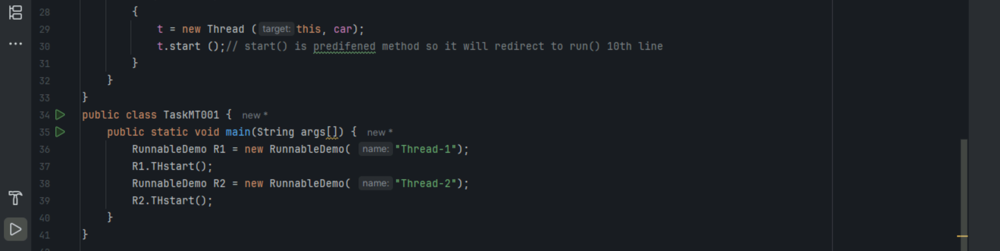 28 {
29 t = new Thread ( target: this, car);
30 t.start ();// start() is predifened method so it will redirect to run() 10th line
31 }
32 }
33 }
34 public class TaskMT001 { new *
35 public static void main(String args[]) { new *
36 RunnableDemo R1 = new RunnableDemo( name: "Thread-1");
37 R1.THstart();
38 RunnableDemo R2 = new RunnableDemo( name: "Thread-2");
39 R2.THstart();
40 }
41 }